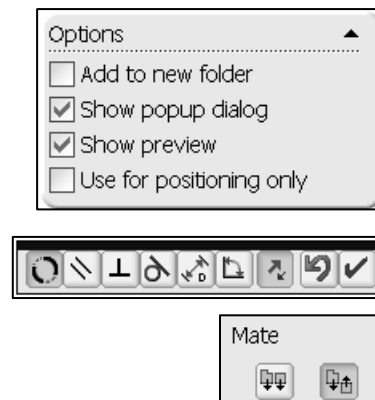 Options
Add to new folder
Show popup dialog
Show preview
Use for positioning only
D
Mate